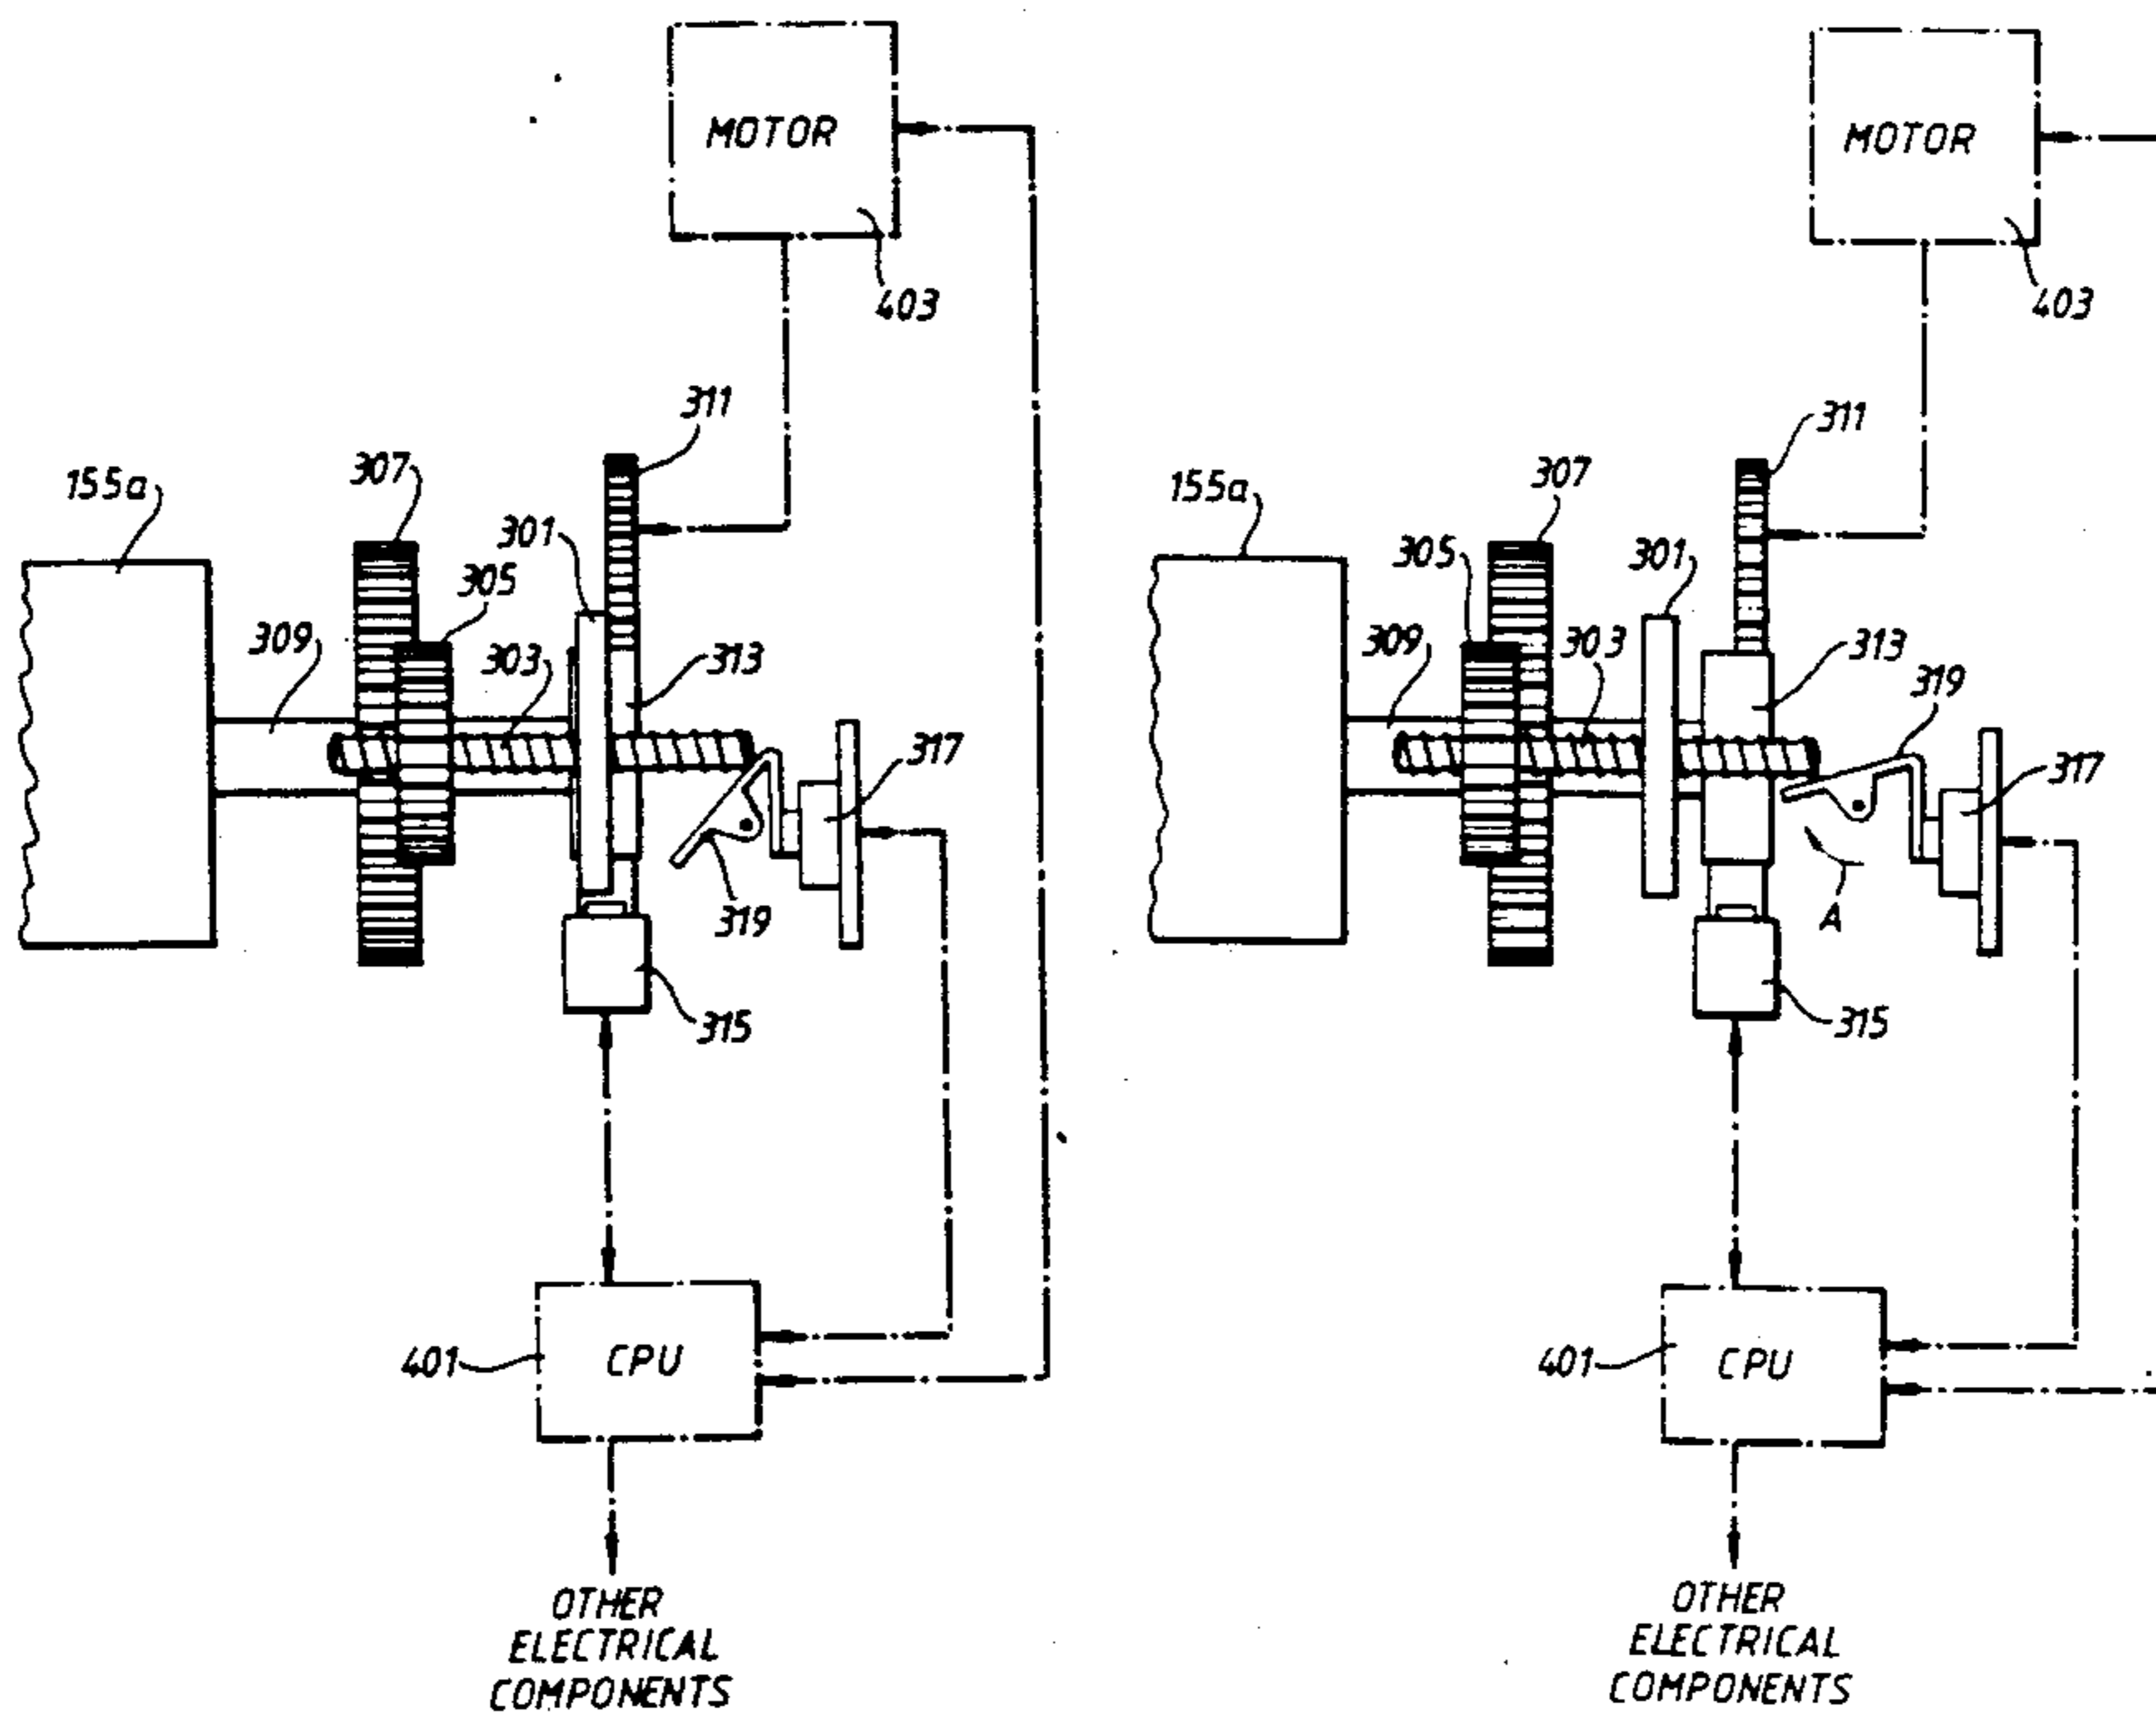 MOTOR
403
311
307
155a
301
305
309
303
313
317
319
315
401
CPU
OTHER
ELECTRICAL
COMPONENTS
MOTOR
403
311
307
155a
305
301
309
303
313
319
317
A
315
401
CPU
OTHER
ELECTRICAL
COMPONENTS